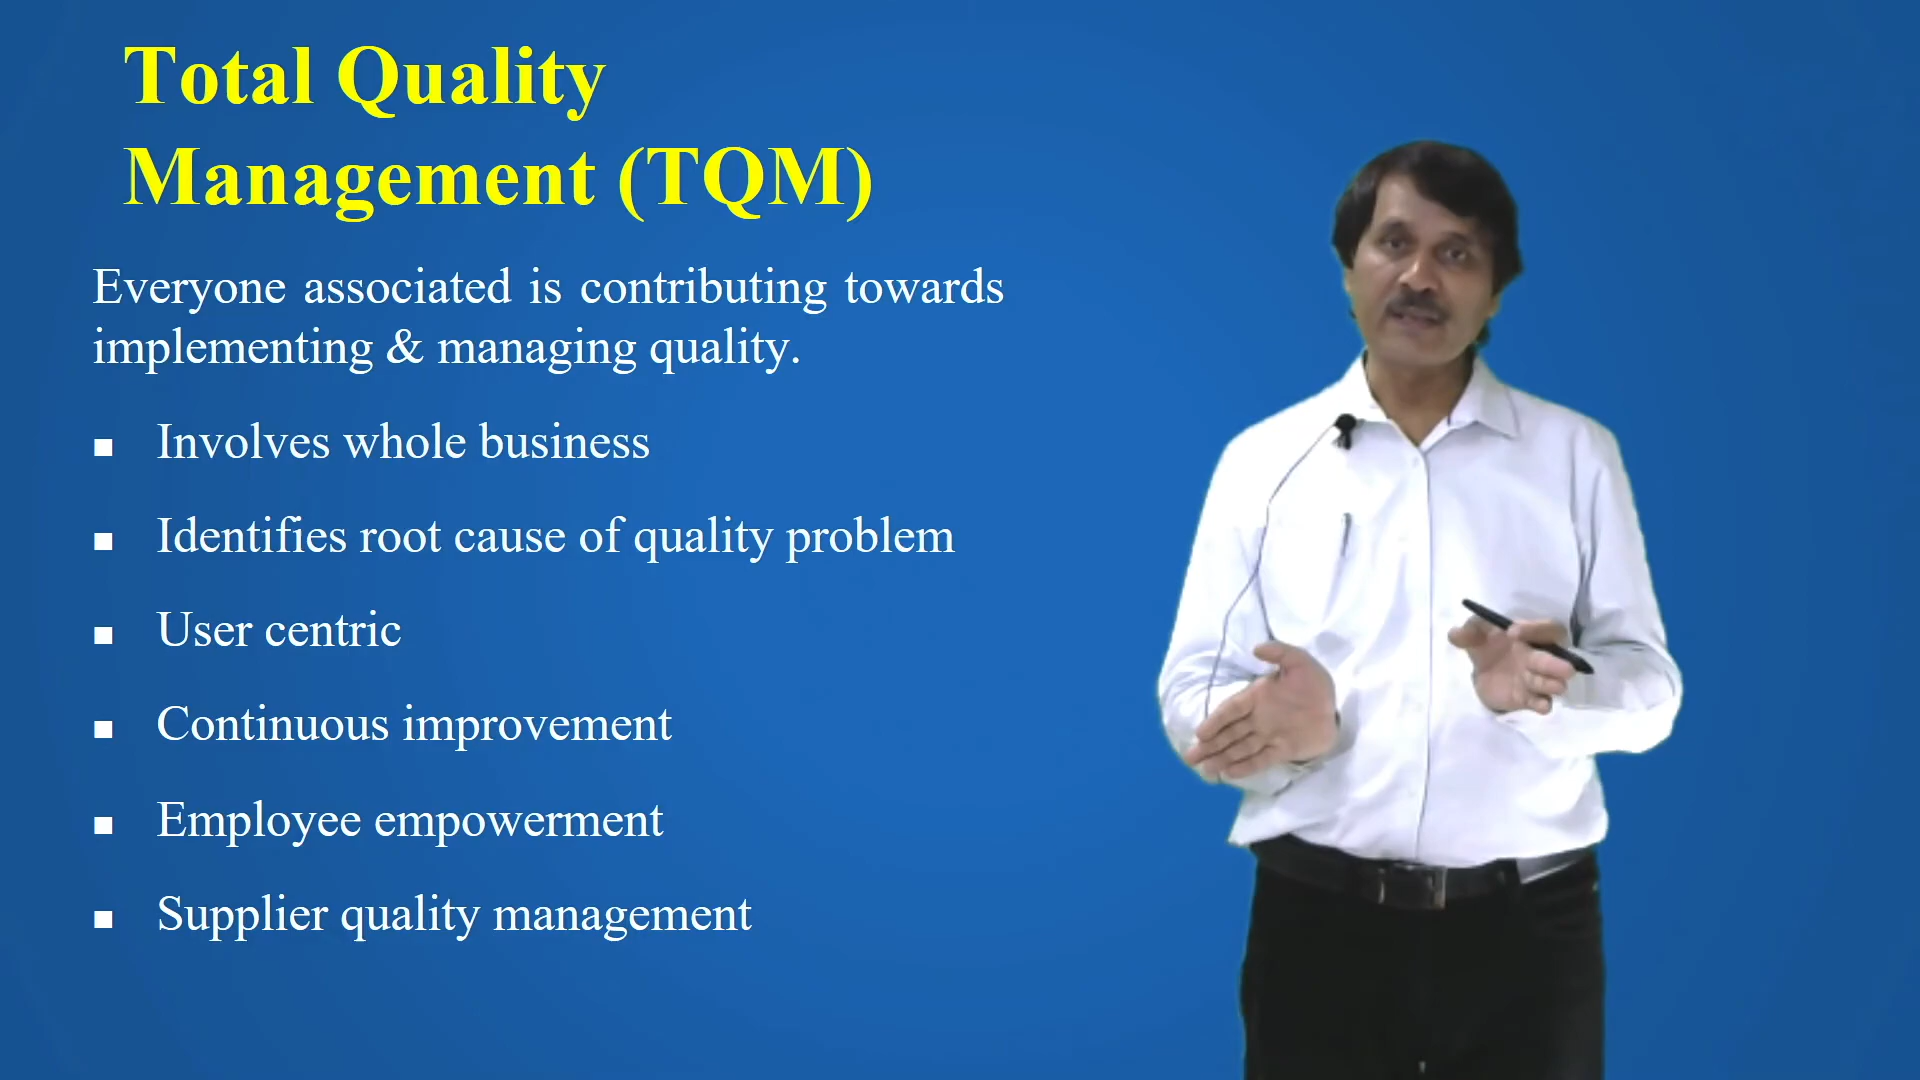 Total Quality
Management (TQM)
Everyone associated is contributing towards
implementing & managing quality.
Involves whole business
Identifies root cause of quality problem
User centric
Continuous improvement
Employee empowerment
Supplier quality management